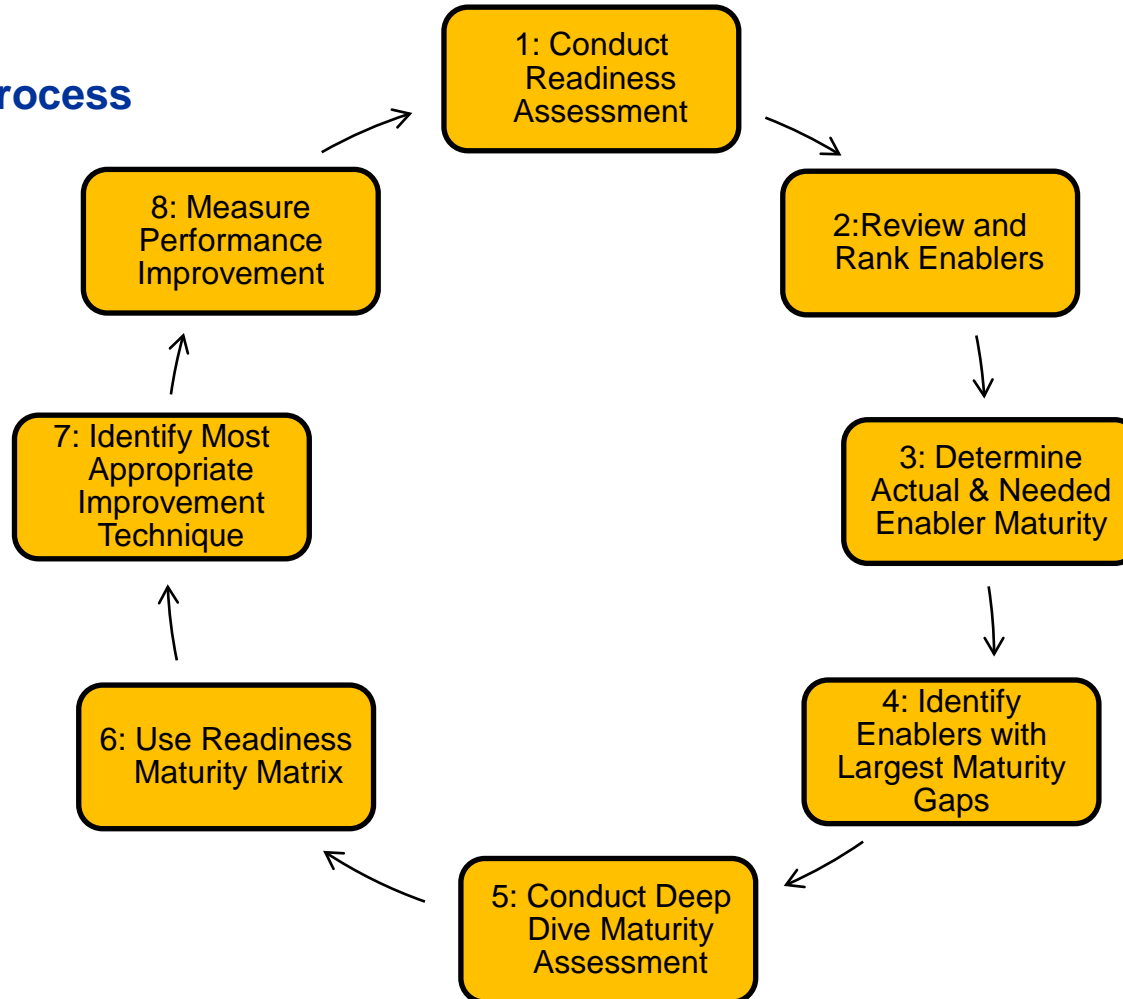 rocess
1: Conduct
Readiness
Assessment
2:Review and
Rank Enablers
3: Determine
Actual & Needed
Enabler Maturity
4: Identify
Enablers with
Largest Maturity
Gaps
5: Conduct Deep
Dive Maturity
Assessment
6: Use Readiness
Maturity Matrix
7: Identify Most
Appropriate
Improvement
Technique
8: Measure
Performance
Improvement